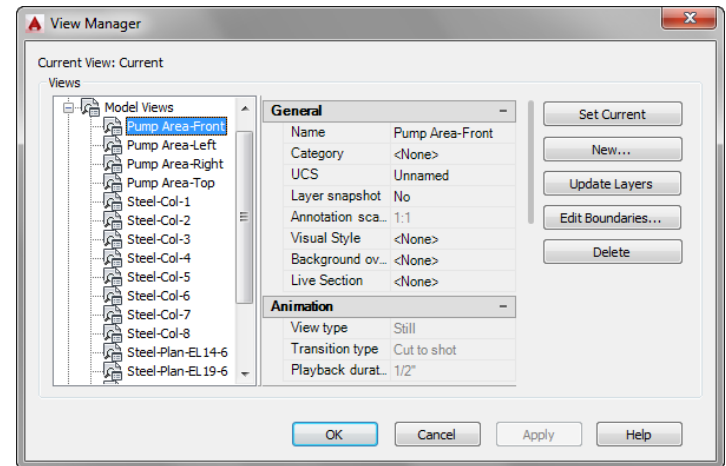 View Manager
Current View: Current
Views
Model Views
Pump Area-Front
Pump Area-Left
Pump Area-Right
Pump Area-Top
Steel-Col-1
Steel-Col-2
Steel-Col-3
Steel-Col-4
Steel-Col-5
Steel-Col-6
Steel-Col-7
Steel-Col-8
Steel-Plan-EL14-6
Steel-Plan-EL19-6
General
Name Pump Area-Front
Category <None>
UCS Unnamed
Layer snapshot No
Annotation sca... 1:1
Visual Style <None>
Background ov... <None>
Live Section <None>
Animation
View type Still
Transition type Cut to shot
Playback durat... 1/2"
Set Current
New...
Update Layers
Edit Boundaries...
Delete
OK Cancel Apply Help